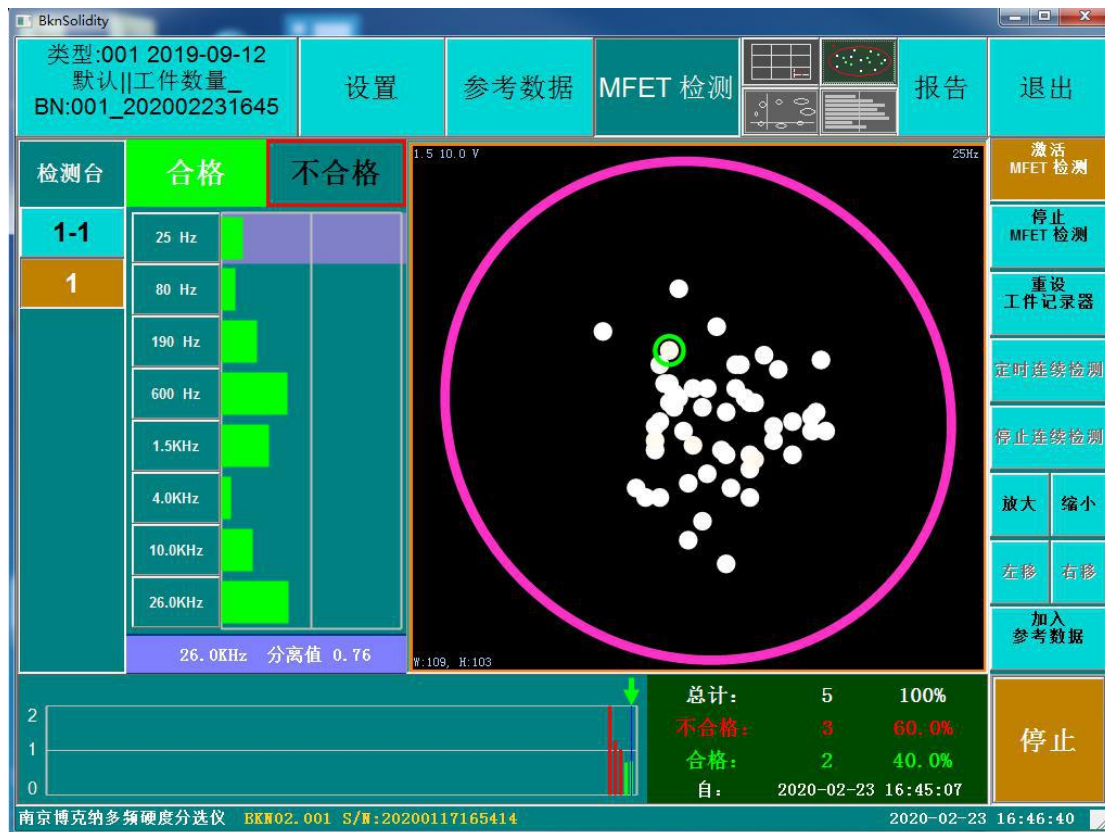 BknSolidity
类型:001 2019-09-12
默认||工件数量_
BN:001_202002231645
设置
参考数据
MFET 检测
报告
退出
检测台
合格
不合格
1-1
1
25 Hz
80 Hz
190 Hz
600 Hz
1.5KHz
4.0KHz
10.0KHz
26.0KHz
26.0KHz 分离值 0.76
1.5 10.0 V
25Hz
W:109, H:103
激活
MFET 检测
停止
MFET 检测
重设
工件记录器
定时连续检测
停止连续检测
放大 缩小
左移 右移
加入
参考数据
2
1
0
总计: 5 100%
不合格: 3 60.0%
合格: 2 40.0%
自: 2020-02-23 16:45:07
停止
南京博克纳多频硬度分选仪 BKN02.001 S/N:20200117165414 2020-02-23 16:46:40